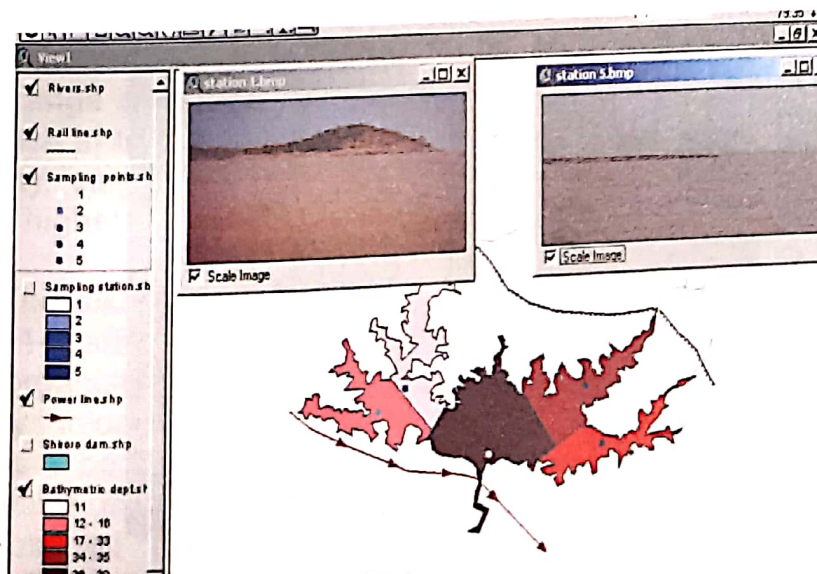 View1
Rivers.shp
Rail line.shp
Sampling points.sh
1
2
3
4
5
Sampling station.sh
1
2
3
4
5
Power line.shp
Shiroro dam.shp
Bathymatric dept.sh
11
12 - 16
17 - 33
34 - 35
station 1.bmp
Scale Image
station 5.bmp
Scale Image